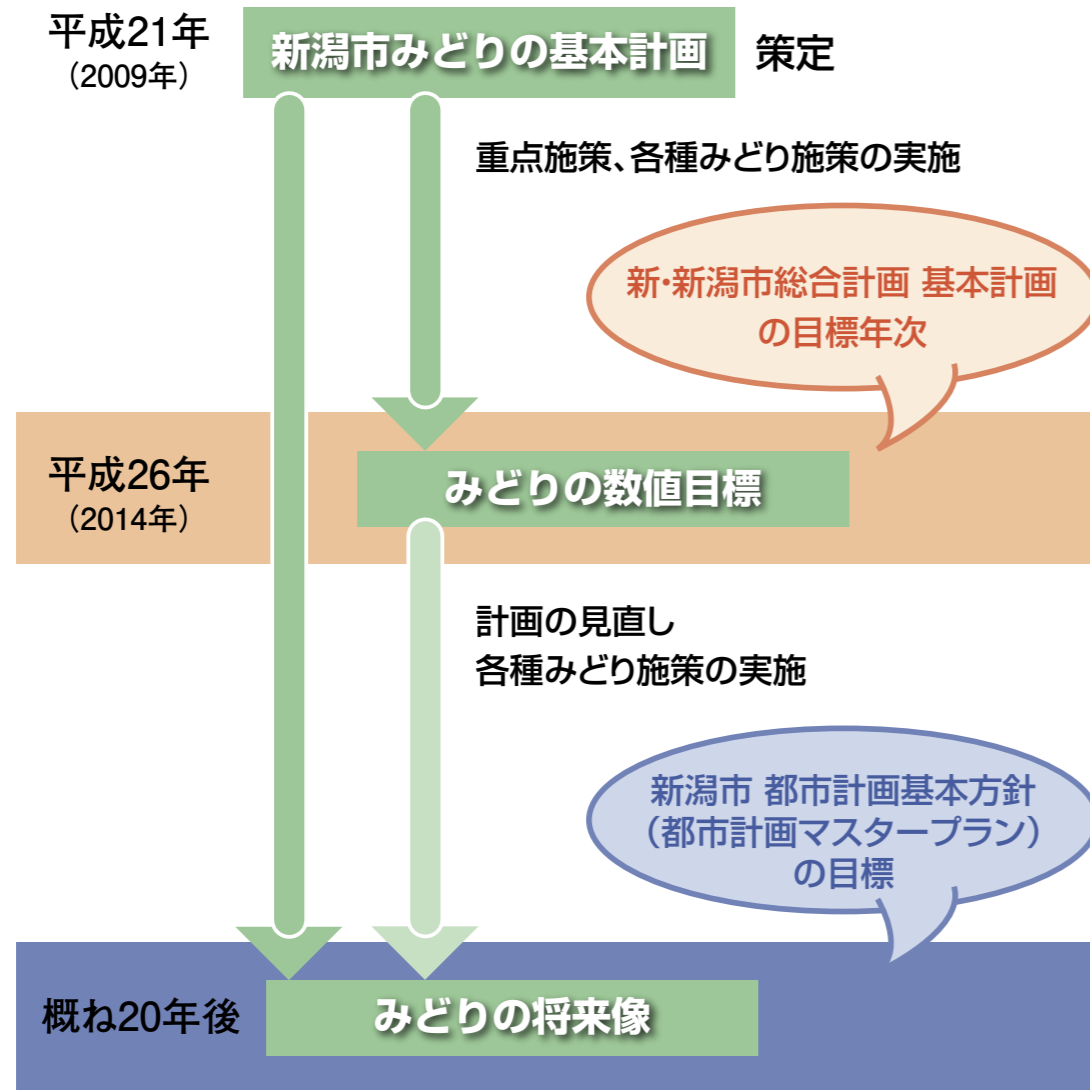 平成21年
（2009年）
新潟市みどりの基本計画
策定
重点施策、各種みどり施策の実施
新・新潟市総合計画 基本計画
の目標年次
平成26年
（2014年）
みどりの数値目標
計画の見直し
各種みどり施策の実施
新潟市 都市計画基本方針
（都市計画マスタープラン）
の目標
概ね20年後
みどりの将来像